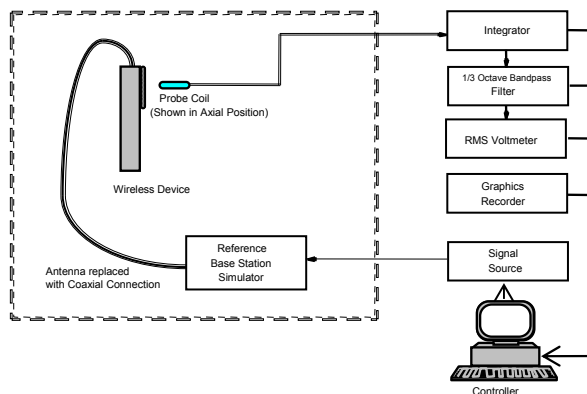 Integrator
1/3 Octave Bandpass
Filter
RMS Voltmeter
Graphics
Recorder
Signal
Source
Controller
Probe Coil
(Shown in Axial Position)
Wireless Device
Reference
Base Station
Simulator
Antenna replaced
with Coaxial Connection